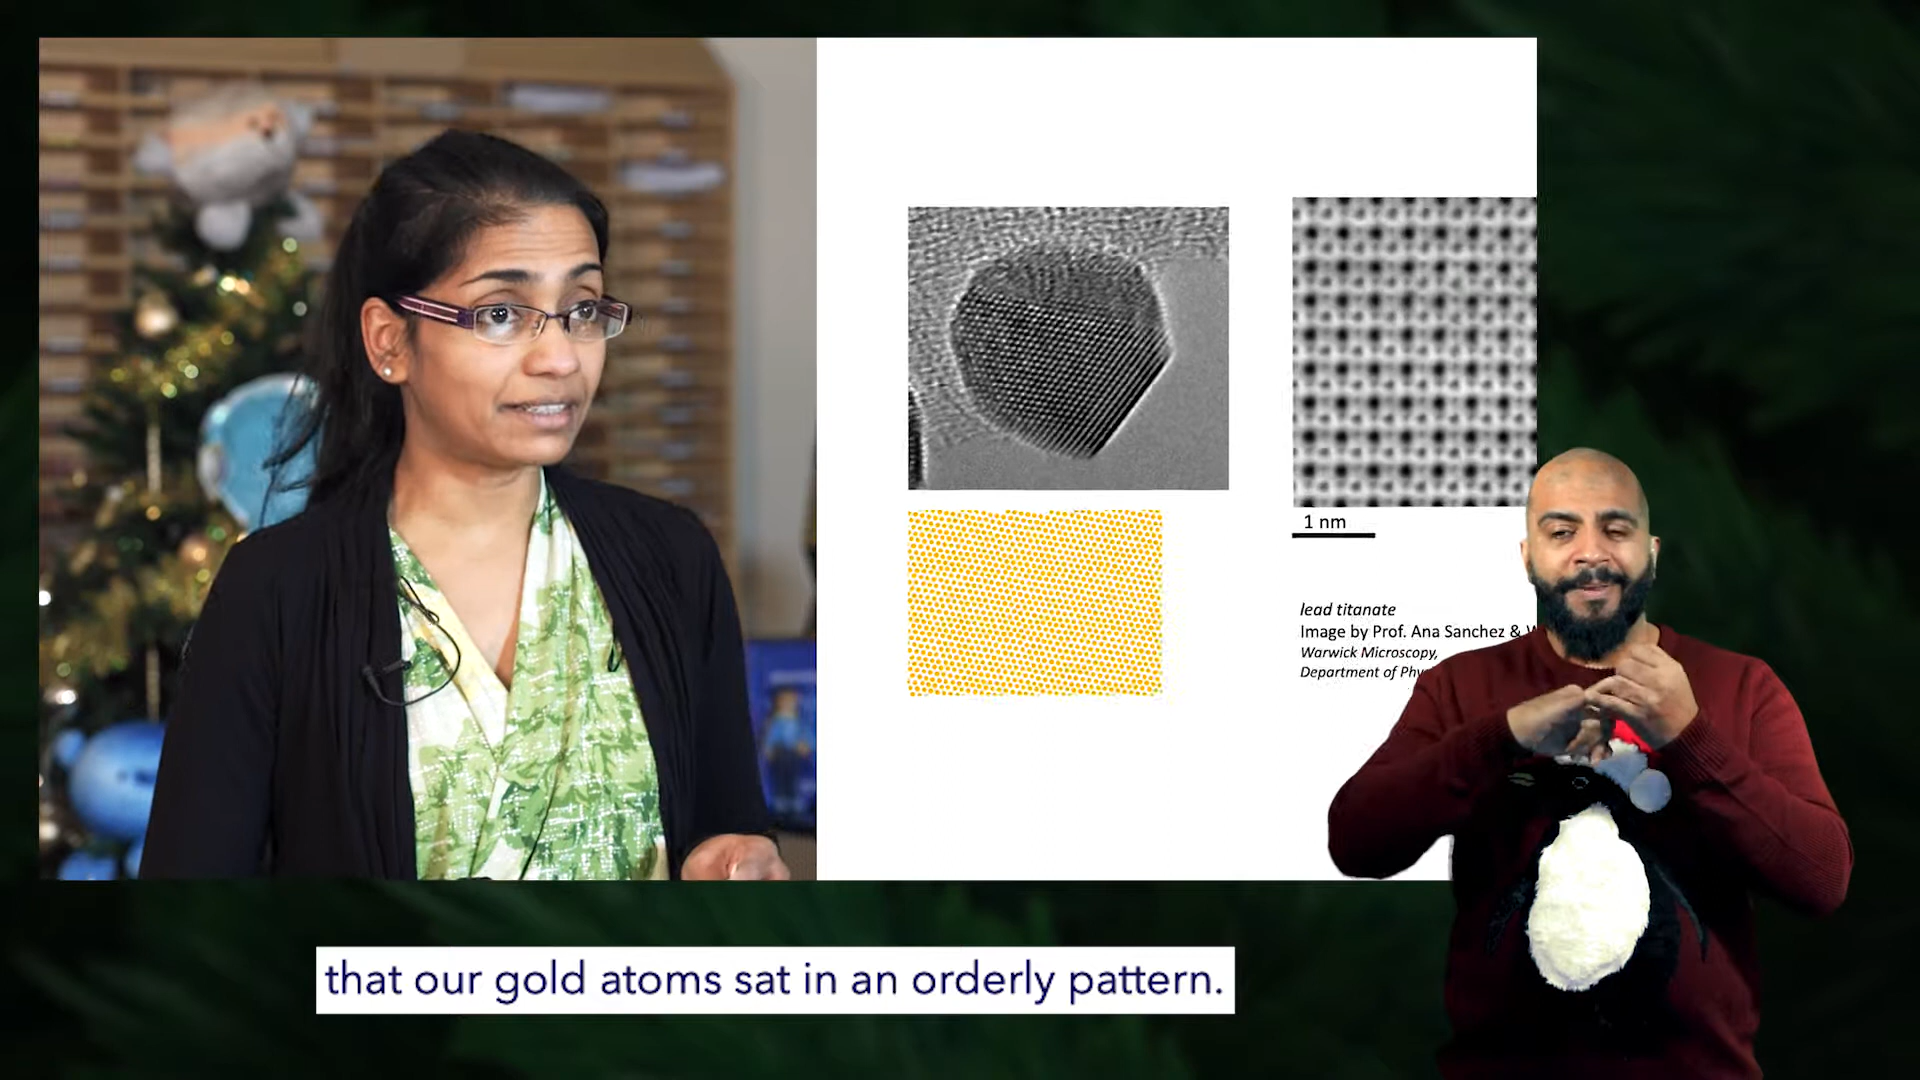 1 nm
lead titanate
Image by Prof. Ana Sanchez &
Warwick Microscopy,
Department of
that our gold atoms sat in an orderly pattern.